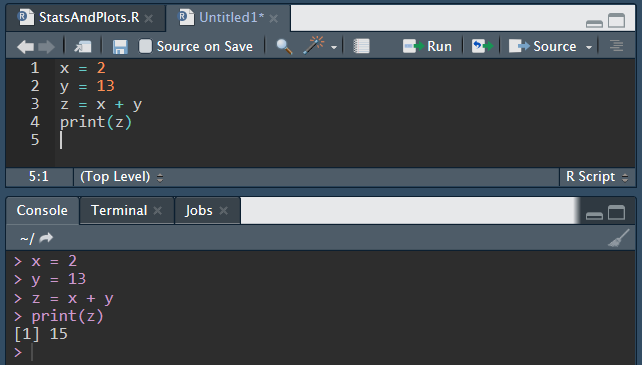 StatsAndPlots.R × Untitled1* ×
Source on Save Run Source
1 x = 2
2 y = 13
3 z = x + y
4 print(z)
5
5:1 (Top Level) R Script
Console Terminal × Jobs ×
~/
> x = 2
> y = 13
> z = x + y
> print(z)
[1] 15
>